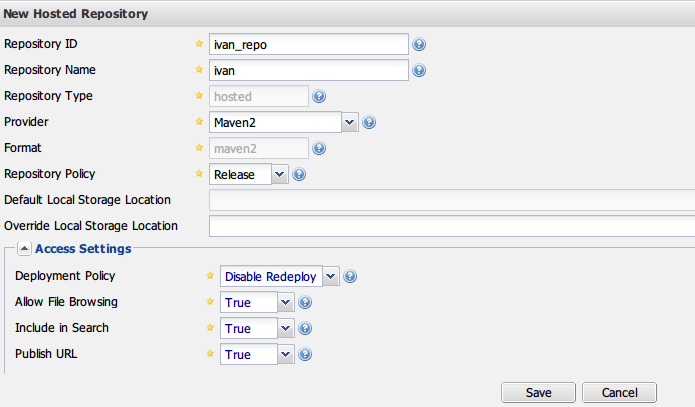 New Hosted Repository
Repository ID ivan_repo
Repository Name ivan
Repository Type hosted
Provider Maven2
Format maven2
Repository Policy Release
Default Local Storage Location
Override Local Storage Location
Access Settings
Deployment Policy Disable Redeploy
Allow File Browsing True
Include in Search True
Publish URL True
Save Cancel